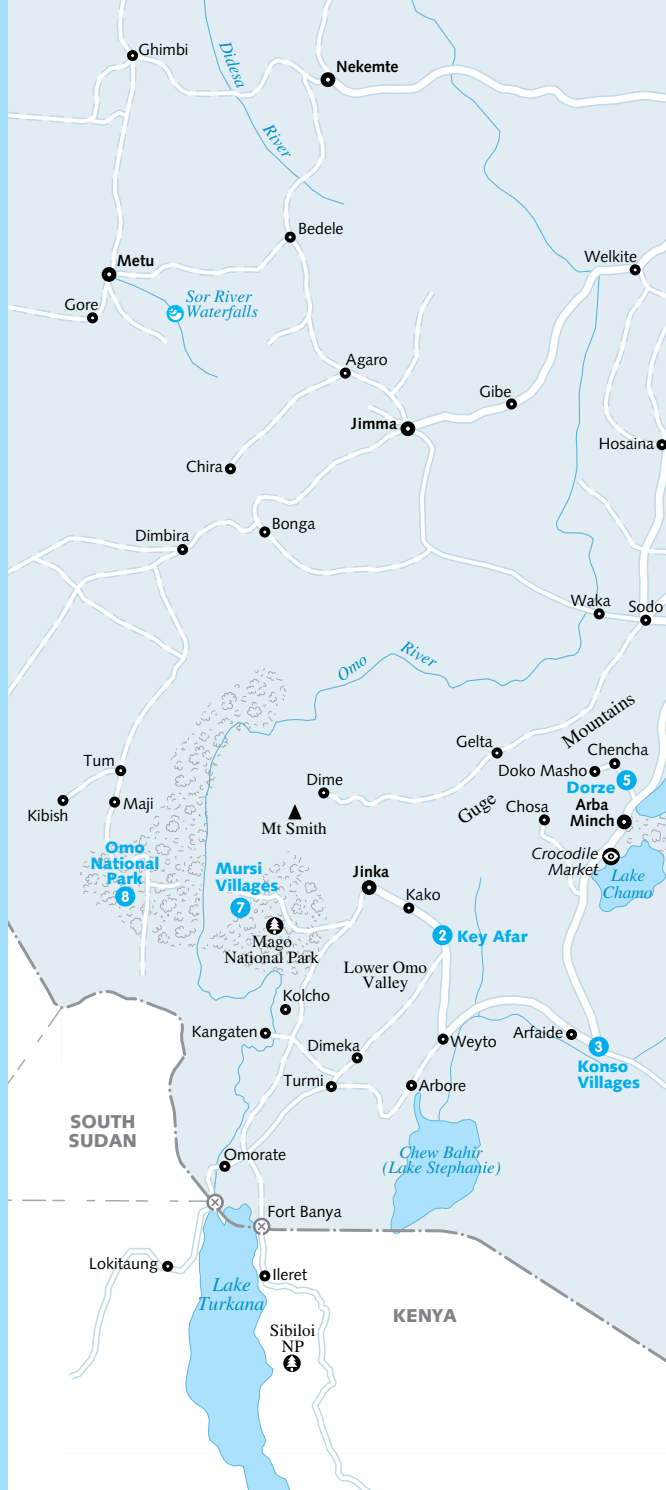 Ghimbi
Didesa
River
Nekemte
Bedele
Metu
Welkite
Gore
Sor River
Waterfalls
Agaro
Gibe
Jimma
Hosaina
Chira
Bonga
Dimbira
Waka
Sodo
Omo
River
Mountains
Gelta
Chencha
Tum
Doko Masho
5
Dime
Dorze
Kibish
Maji
Guge
Chosa
Arba
Minch
Mt Smith
Omo
National
Park
8
Crocodile
Market
Mursi
Villages
7
Jinka
Lake
Chamo
Kako
2
Key Afar
Mago
National Park
Lower Omo
Valley
Kolcho
Kangaten
Dimeka
Weyto
Arfaide
3
Konso
Villages
Turmi
Arbore
SOUTH
SUDAN
Chew Bahir
(Lake Stephanie)
Omorate
Fort Banya
Lokitaung
Ileret
Lake
Turkana
KENYA
Sibiloi
NP